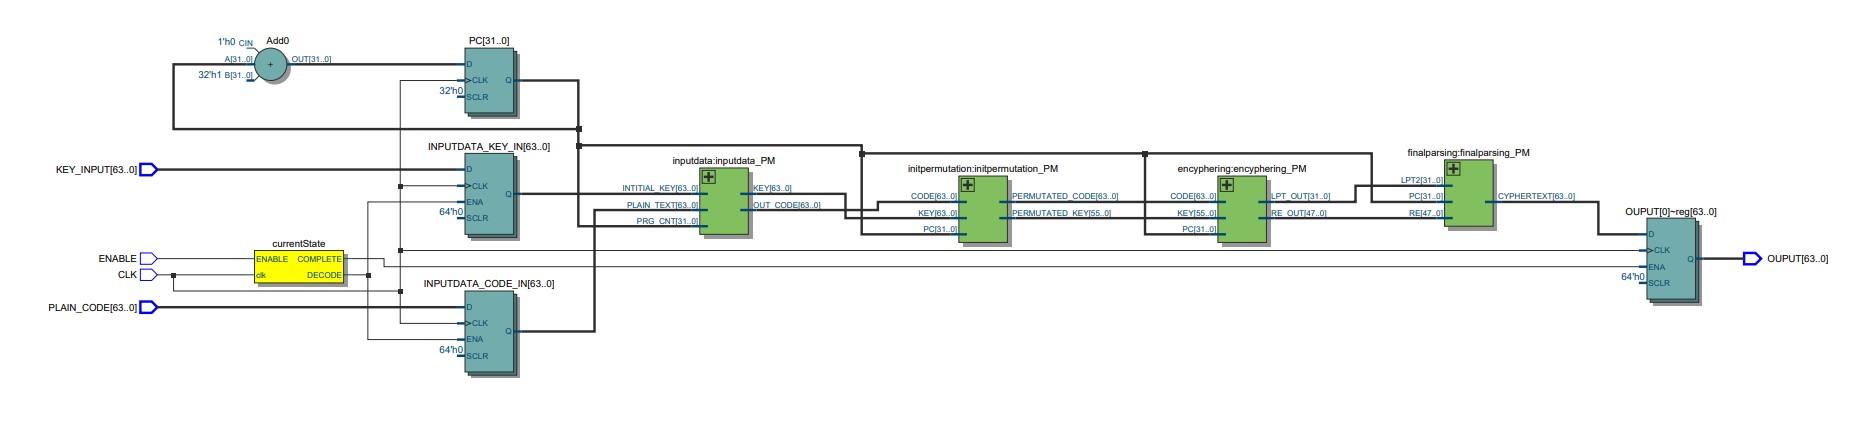 Add0
1'h0 CIN
A[31..0]
OUT[31..0]
32'h1 B[31..0]
+
PC[31..0]
D
CLK
Q
32'h0
SCLR
INPUTDATA_KEY_IN[63..0]
KEY_INPUT[63..0]
D
CLK
Q
ENA
64'h0
SCLR
inputdata:inputdata_PM
INTITIAL_KEY[63..0]
KEY[63..0]
PLAIN_TEXT[63..0]
OUT_CODE[63..0]
PRG_CNT[31..0]
initpermutation:initpermutation_PM
CODE[63..0]
PERMUTATED_CODE[63..0]
KEY[63..0]
PERMUTATED_KEY[55..0]
PC[31..0]
encyphering:encyphering_PM
CODE[63..0]
LPT_OUT[31..0]
KEY[55..0]
RE_OUT[47..0]
PC[31..0]
finalparsing:finalparsing_PM
LPT2[31..0]
PC[31..0]
CYPHERTEXT[63..0]
RE[47..0]
OUPUT[0]~reg[63..0]
D
CLK
Q
ENA
64'h0
SCLR
OUPUT[63..0]
currentState
ENABLE
ENABLE
COMPLETE
CLK
clk
DECODE
INPUTDATA_CODE_IN[63..0]
PLAIN_CODE[63..0]
D
CLK
Q
ENA
64'h0
SCLR